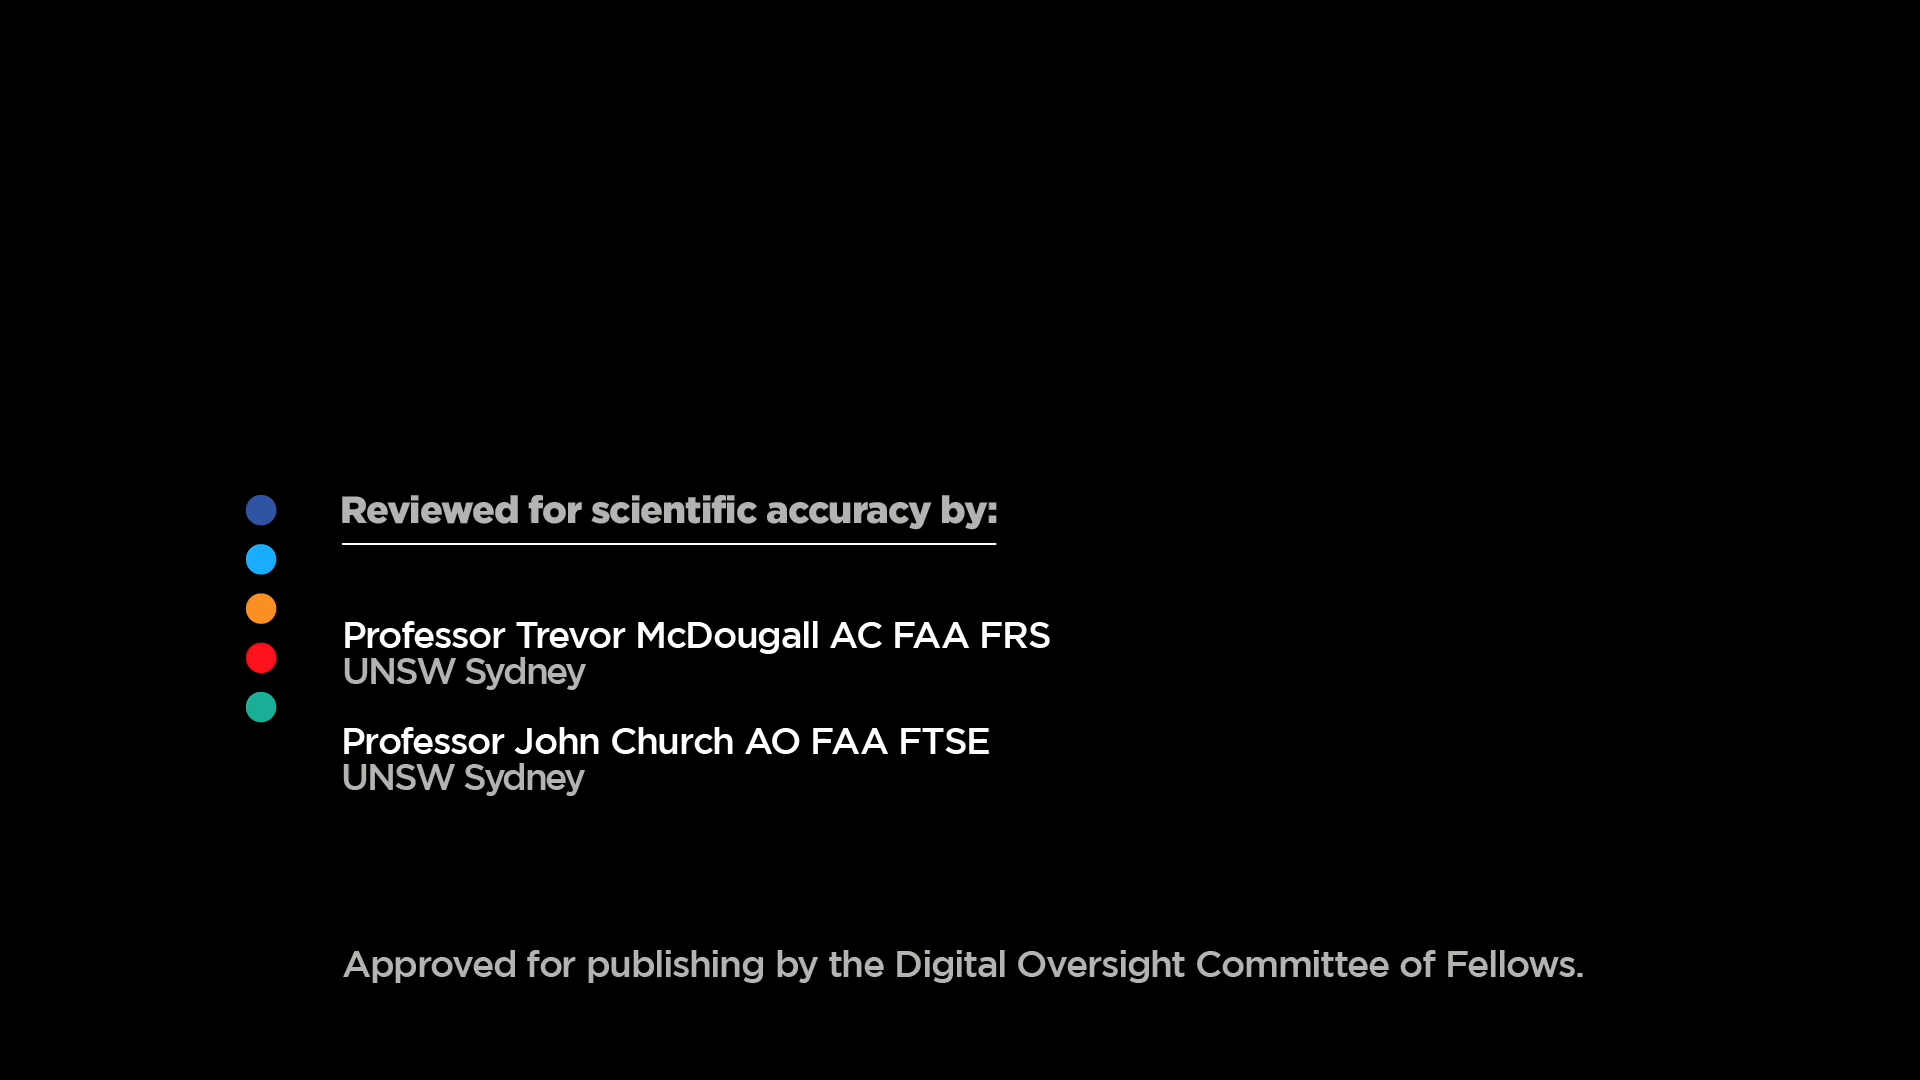 Reviewed for scientific accuracy by:
Professor Trevor McDougall AC FAA FRS
UNSW Sydney
Professor John Church AO FAA FTSE
UNSW Sydney
Approved for publishing by the Digital Oversight Committee of Fellows.